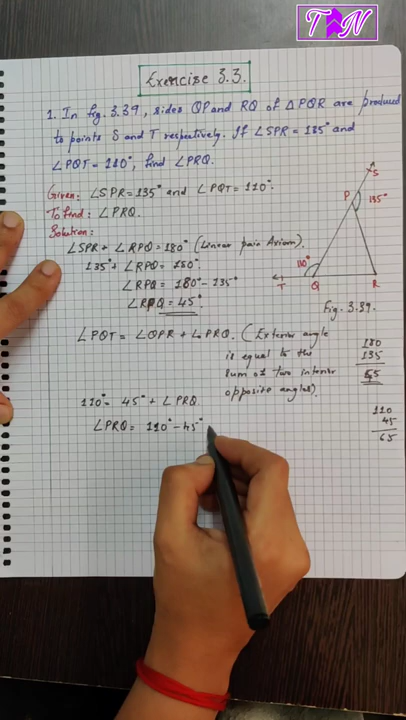 T N
Exercise 3.3.
1. In fig. 3.39, sides QP and RQ of ΔPQR are produced
to points S and T respectively. If ∠SPR = 135° and
∠PQT = 110°, find ∠PRQ.
Given: ∠SPR = 135° and ∠PQT = 110°.
To find: ∠PRQ.
Solution:
∠SPR + ∠RPQ = 180° (Linear pair Axiom).
135° + ∠RPQ = 180°.
∠RPQ = 180° - 135°
∠RPQ = 45°.
S
P
135°
110°
T
Q
R
Fig. 3.39.
∠PQT = ∠QPR + ∠PRQ. (Exterior angle
is equal to the
sum of two interior
opposite angles).
180
135
45
110° = 45° + ∠PRQ
∠PRQ = 110° - 45°
110
45
65